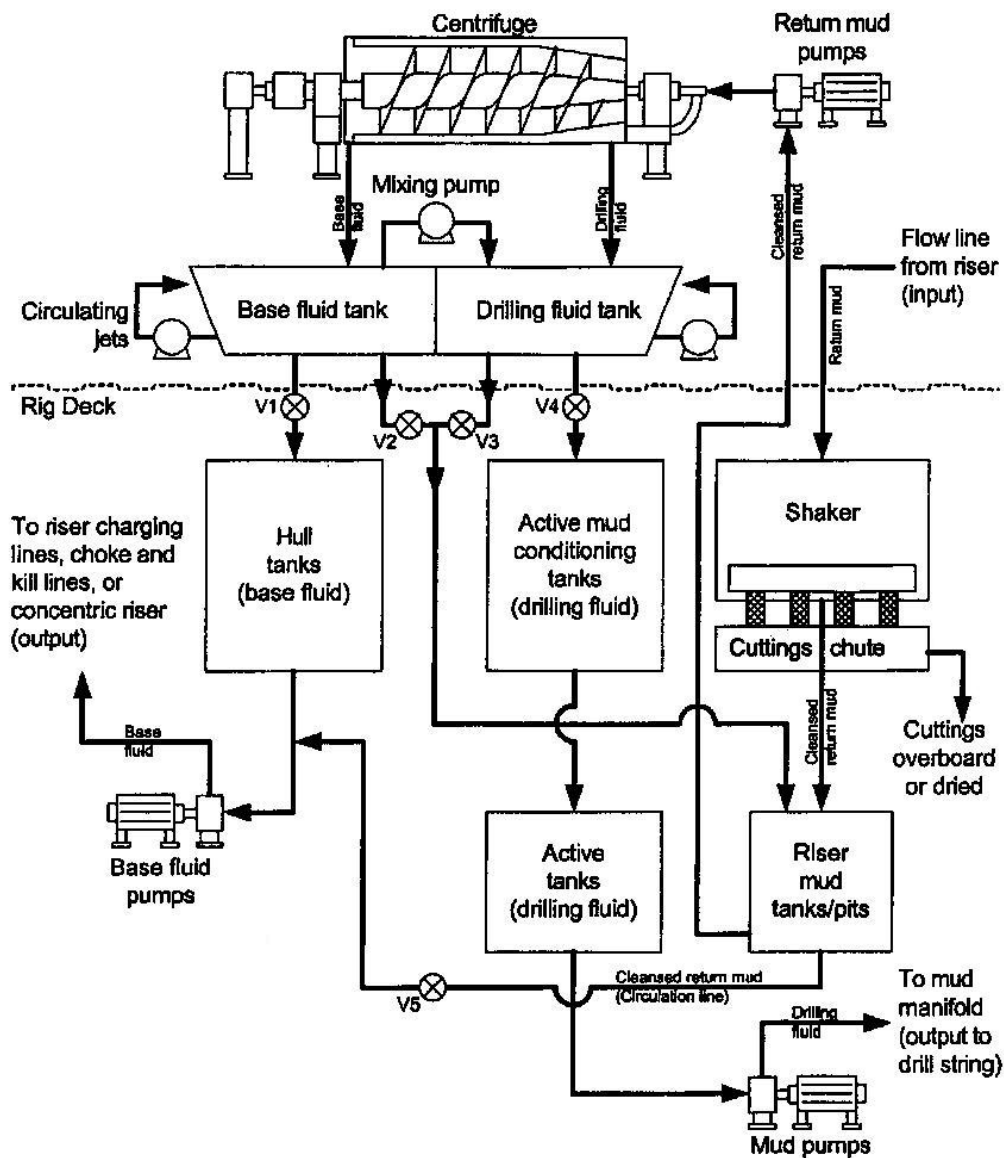 Centrifuge
Return mud
pumps
Mixing pump
Base
fluid
Drilling
fluid
Cleansed
return mud
Flow line
from riser
(input)
Return mud
Circulating
jets
Base fluid tank
Drilling fluid tank
Rig Deck
V1
V2
V3
V4
To riser charging
lines, choke and
kill lines, or
concentric riser
(output)
Hull
tanks
(base fluid)
Active mud
conditioning
tanks
(drilling fluid)
Shaker
Cuttings chute
Cleansed
return mud
Cuttings
overboard
or dried
Base
fluid
Base fluid
pumps
Active
tanks
(drilling fluid)
RIser
mud
tanks/pits
V5
Cleansed return mud
(Circulation line)
To mud
manifold
(output to
drill string)
Drilling
fluid
Mud pumps